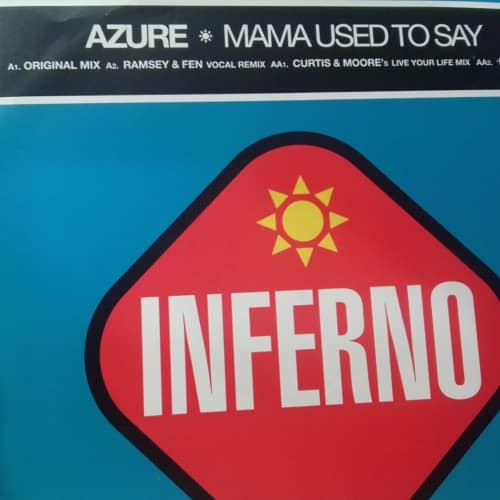 AZURE ☀ MAMA USED TO SAY
A1. ORIGINAL MIX A2. RAMSEY & FEN VOCAL REMIX AA1. CURTIS & MOORE's LIVE YOUR LIFE MIX AA2.
INFERNO